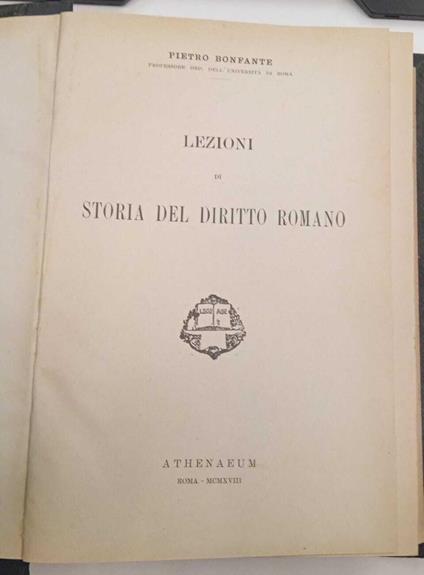 PIETRO BONFANTE
PROFESSORE ORD. DELL'UNIVERSITÀ DI ROMA
LEZIONI
DI
STORIA DEL DIRITTO ROMANO
ATHENAEUM
ROMA - MCMXVIII